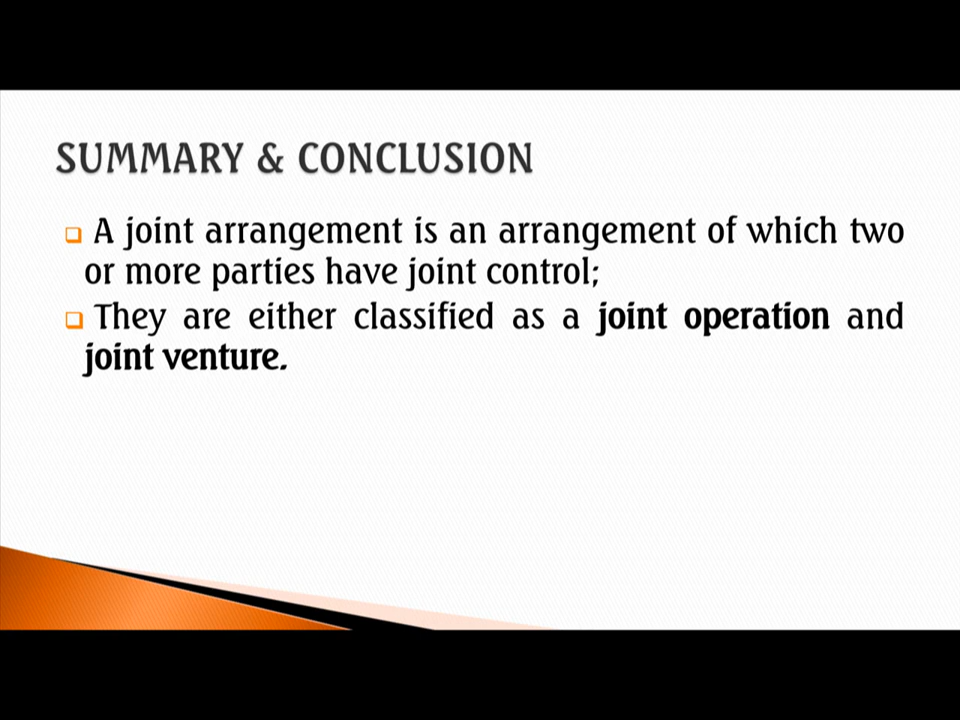 SUMMARY & CONCLUSION
A joint arrangement is an arrangement of which two
or more parties have joint control;
They are either classified as a joint operation and
joint venture.